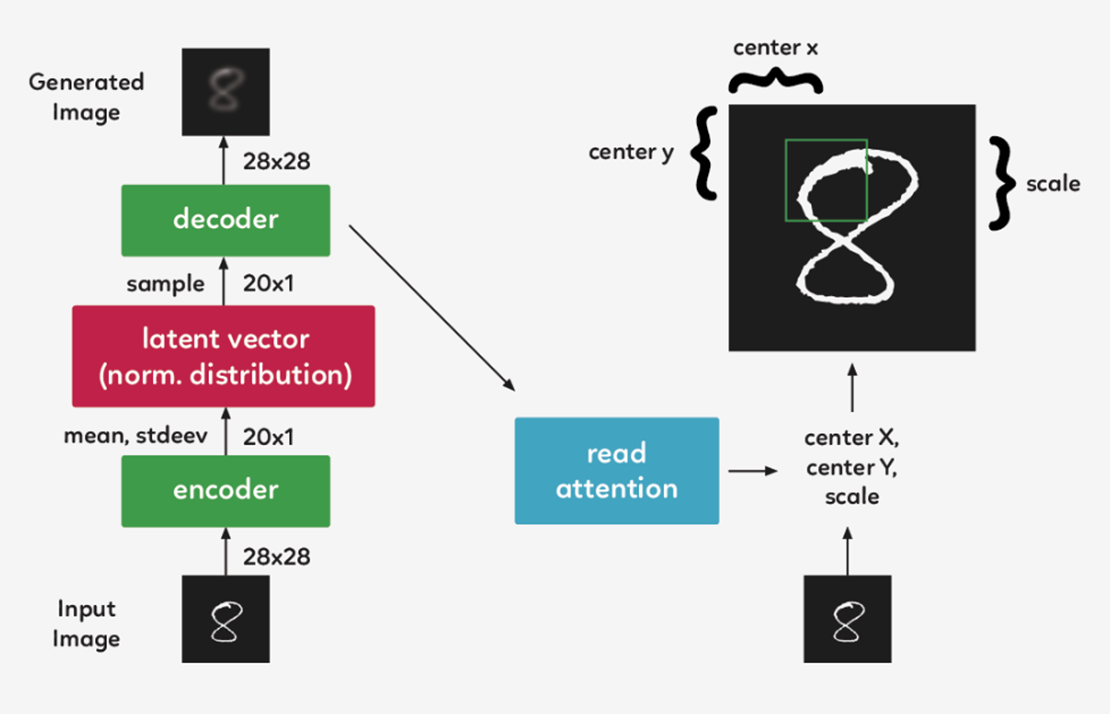 Generated
Image
28x28
decoder
sample 20x1
latent vector
(norm. distribution)
mean, stdeev 20x1
encoder
28x28
Input
Image
read
attention
center X,
center Y,
scale
center x
center y
scale